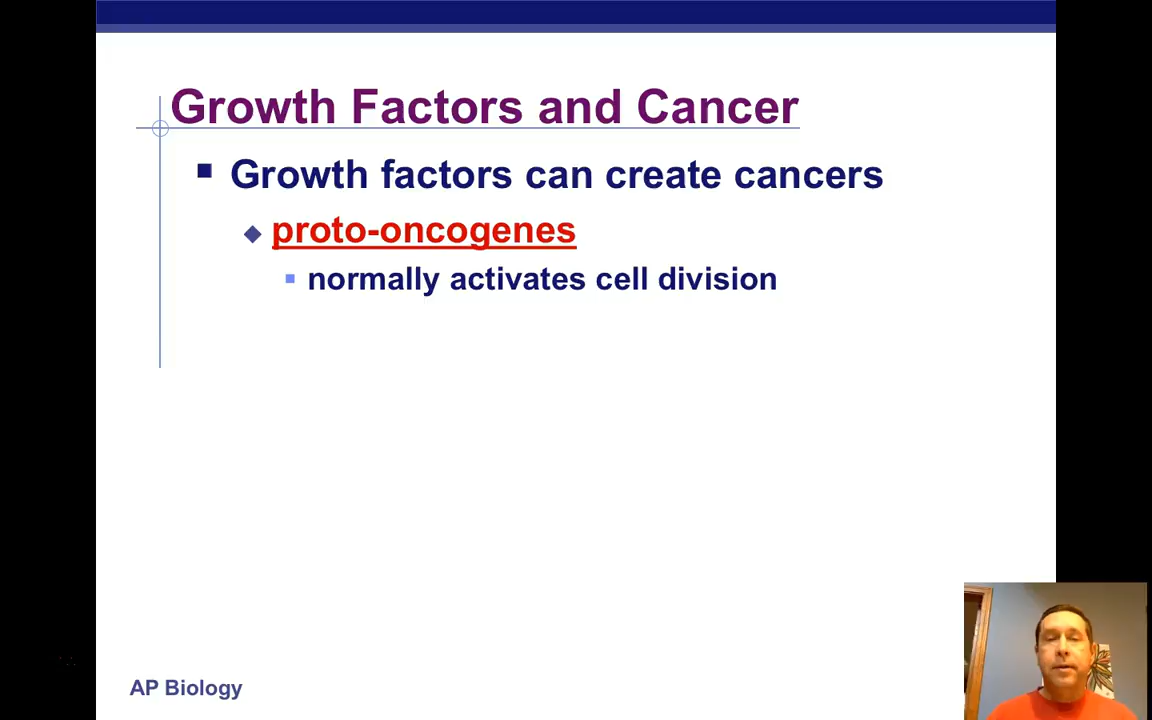 Growth Factors and Cancer
Growth factors can create cancers
proto-oncogenes
normally activates cell division
AP Biology